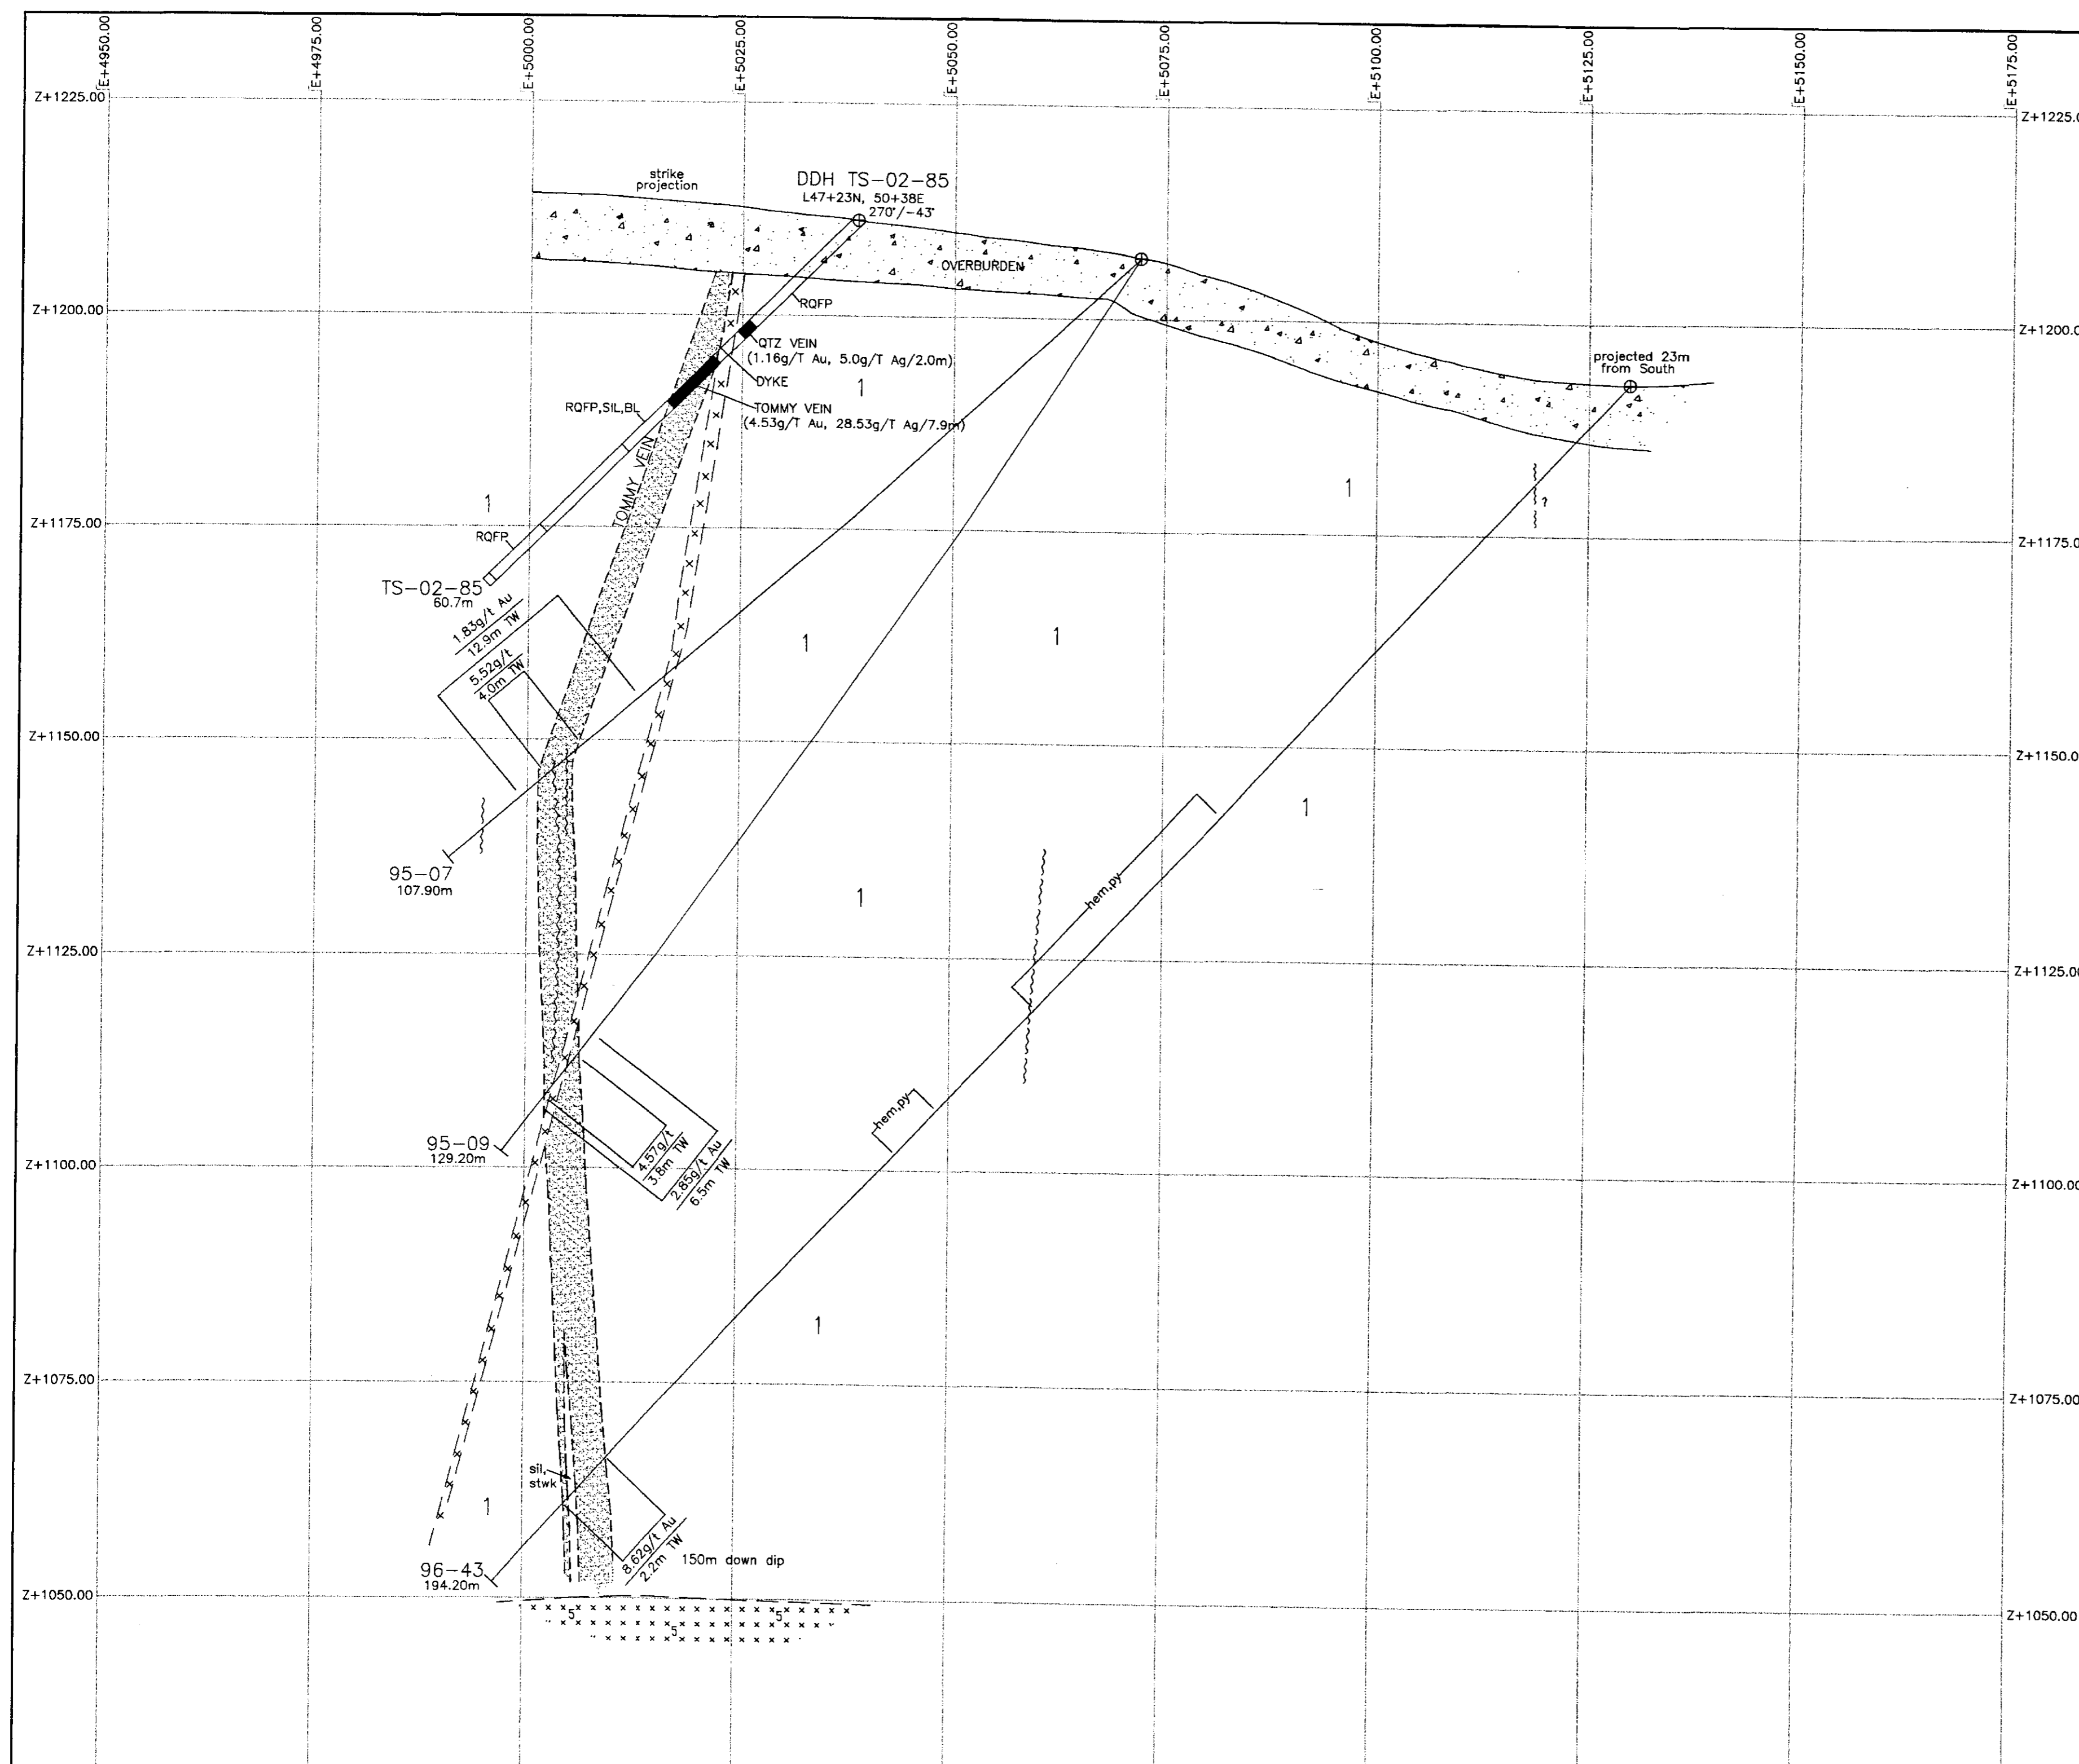 E+4950.00
E+4975.00
E+5000.00
E+5025.00
E+5050.00
E+5075.00
E+5100.00
E+5125.00
E+5150.00
E+5175.00
Z+1225.00
Z+1225.0
strike
projection
DDH TS-02-85
L47+23N, 50+38E
270°/-43°
OVERBURDEN
RQFP
Z+1200.00
Z+1200.0
QTZ VEIN
(1.16g/T Au, 5.0g/T Ag/2.0m)
projected 23m
from South
DYKE
1
RQFP,SIL,BL
TOMMY VEIN
(4.53g/T Au, 28.53g/T Ag/7.9m)
TOMMY VEIN
1
1
?
Z+1175.00
Z+1175.0
RQFP
TS-02-85
60.7m
1.83g/t Au
12.9m TW
5.52g/t
4.0m TW
1
1
Z+1150.00
Z+1150.0
1
95-07
107.90m
hem,py
1
Z+1125.00
Z+1125.00
hem,py
95-09
129.20m
4.57g/t
3.8m TW
2.85g/t Au
6.5m TW
Z+1100.00
Z+1100.00
1
Z+1075.00
Z+1075.00
sil,
stwk
1
8.62g/t Au
2.2m TW
150m down dip
96-43
194.20m
Z+1050.00
Z+1050.00
5
5
5